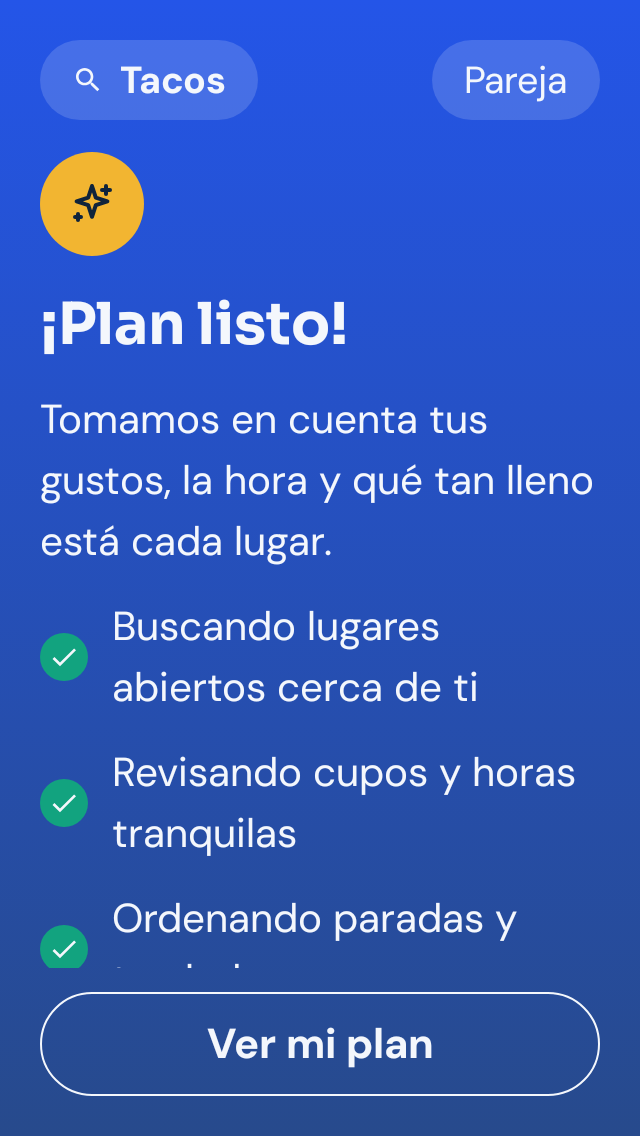 Tacos
Pareja
¡Plan listo!
Tomamos en cuenta tus
gustos, la hora y qué tan lleno
está cada lugar.
Buscando lugares
abiertos cerca de ti
Revisando cupos y horas
tranquilas
Ordenando paradas y
Ver mi plan